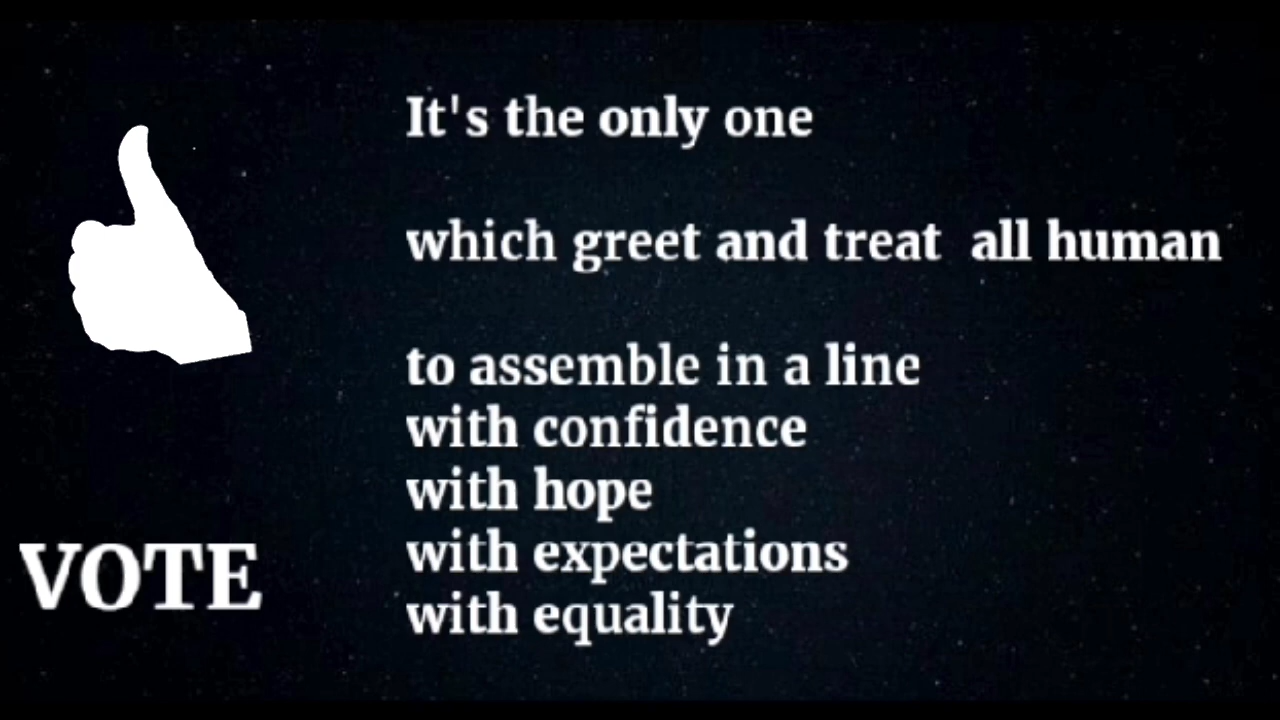 It's the only one
which greet and treat  all human
to assemble in a line
with confidence
with hope
with expectations
with equality
VOTE